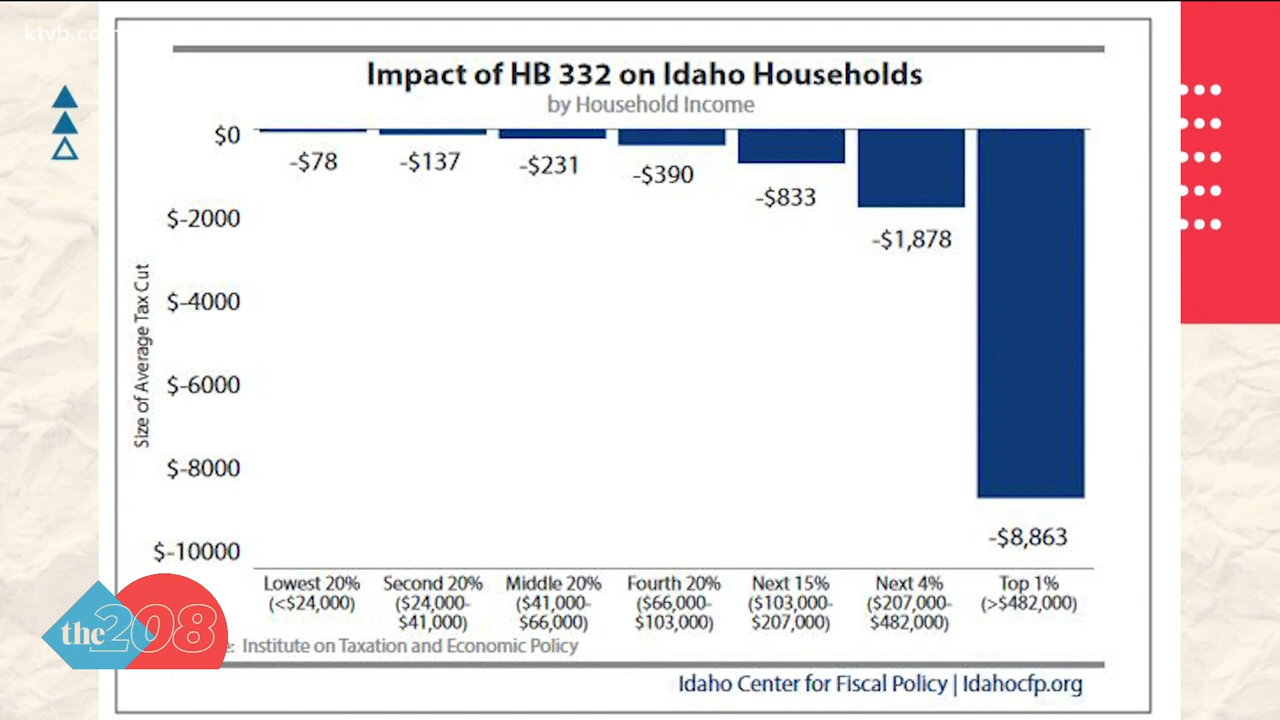 ktvb.com
Impact of HB 332 on Idaho Households
by Household Income
$0
$-2000
$-4000
$-6000
$-8000
$-10000
Size of Average Tax Cut
-$78
-$137
-$231
-$390
-$833
-$1,878
-$8,863
Lowest 20%
(<$24,000)
Second 20%
($24,000-
$41,000)
Middle 20%
($41,000-
$66,000)
Fourth 20%
($66,000-
$103,000)
Next 15%
($103,000-
$207,000)
Next 4%
($207,000-
$482,000)
Top 1%
(>$482,000)
Institute on Taxation and Economic Policy
the 208
Idaho Center for Fiscal Policy | Idahocfp.org